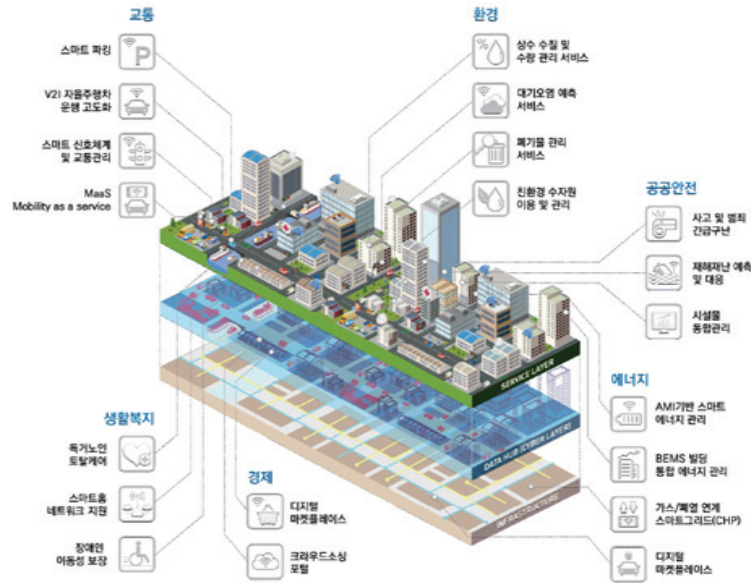 교통
스마트 파킹
V2I 자율주행차
운행 고도화
스마트 신호체계
및 교통관리
MaaS
Mobility as a service
환경
상수 수질 및
수량 관리 서비스
대기오염 예측
서비스
폐기물 관리
서비스
친환경 수자원
이용 및 관리
공공안전
사고 및 범죄
긴급구난
재해재난 예측
및 대응
시설물
통합관리
SERVICE LAYER
DATA HUB (CYBER LAYER)
INFRASTRUCTURE
에너지
AMI기반 스마트
에너지 관리
BEMS 빌딩
통합 에너지 관리
가스/폐열 연계
스마트그리드(CHP)
디지털
마켓플레이스
생활복지
독거노인
토탈케어
스마트홈
네트워크 지원
장애인
이동성 보장
경제
디지털
마켓플레이스
크라우드소싱
포털